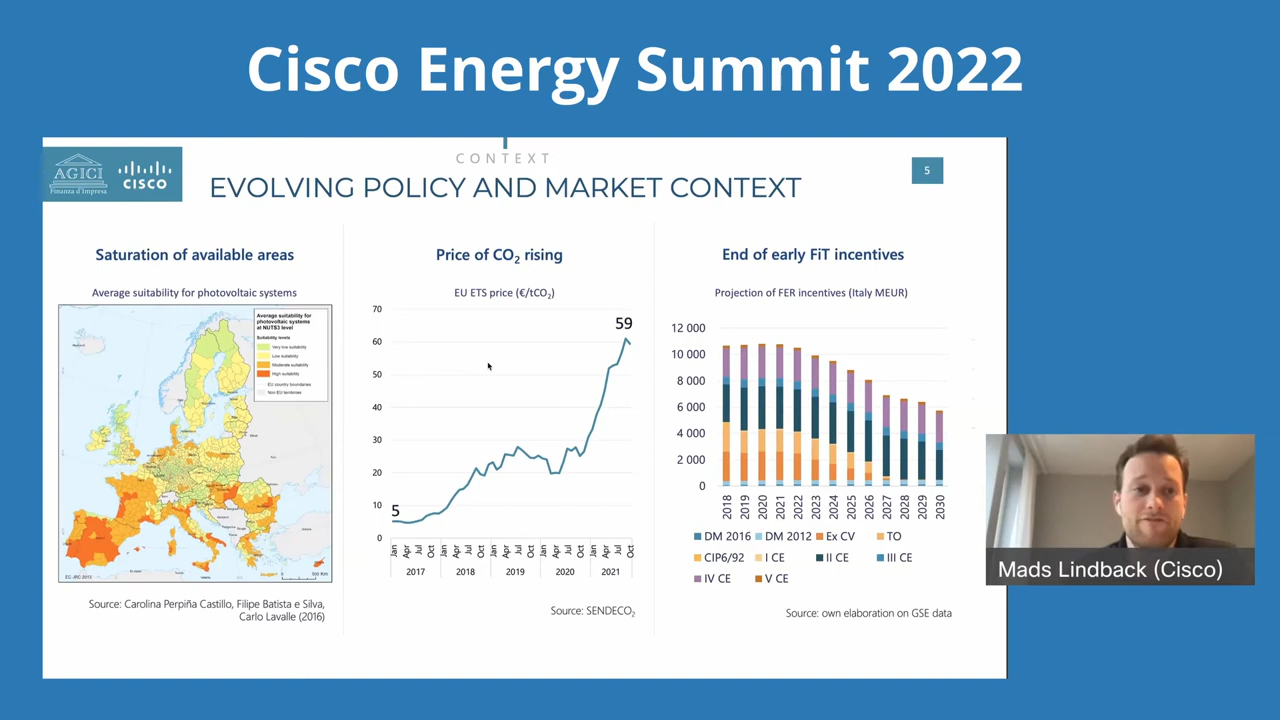 Cisco Energy Summit 2022
AGICI
Finanza d'Impresa
CISCO
CONTEXT
EVOLVING POLICY AND MARKET CONTEXT
5
Saturation of available areas
Average suitability for photovoltaic systems
Average suitability for
photovoltaic systems
at NUTS3 level
Suitability levels
Very low suitability
Low suitability
Moderate suitability
High suitability
EU country boundaries
Non EU territories
EC JRC 2013
500 Km
Source: Carolina Perpiña Castillo, Filipe Batista e Silva,
Carlo Lavalle (2016)
Price of CO₂ rising
EU ETS price (€/tCO₂)
70
60
50
40
30
20
10
0
5
59
Jan Apr Jul Oct Jan Apr Jul Oct Jan Apr Jul Oct Jan Apr Jul Oct Jan Apr Jul Oct
2017 2018 2019 2020 2021
Source: SENDECO₂
End of early FiT incentives
Projection of FER incentives (Italy MEUR)
12 000
10 000
8 000
6 000
4 000
2 000
0
2018 2019 2020 2021 2022 2023 2024 2025 2026 2027 2028 2029 2030
DM 2016 DM 2012 Ex CV TO
CIP6/92 I CE II CE III CE
IV CE V CE
Source: own elaboration on GSE data
Mads Lindback (Cisco)